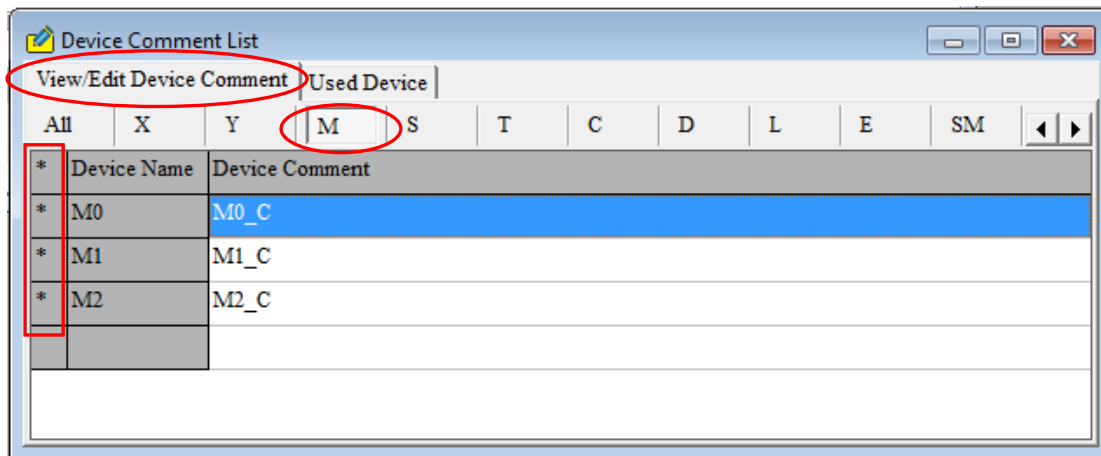 Device Comment List
View/Edit Device Comment Used Device
All X Y M S T C D L E SM
* Device Name Device Comment
* M0 M0_C
* M1 M1_C
* M2 M2_C